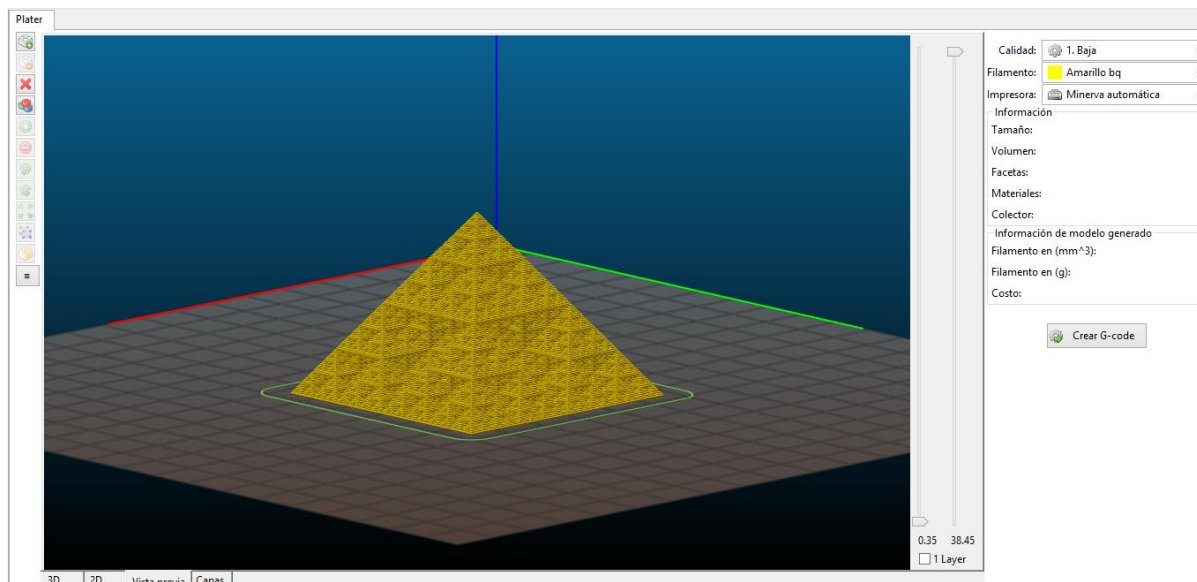 Plater
Calidad: 1. Baja
Filamento: Amarillo bq
Impresora: Minerva automática
Información
Tamaño:
Volumen:
Facetas:
Materiales:
Colector:
Información de modelo generado
Filamento en (mm^3):
Filamento en (g):
Costo:
Crear G-code
0.35 38.45
1 Layer
3D 2D Vista previa Capas